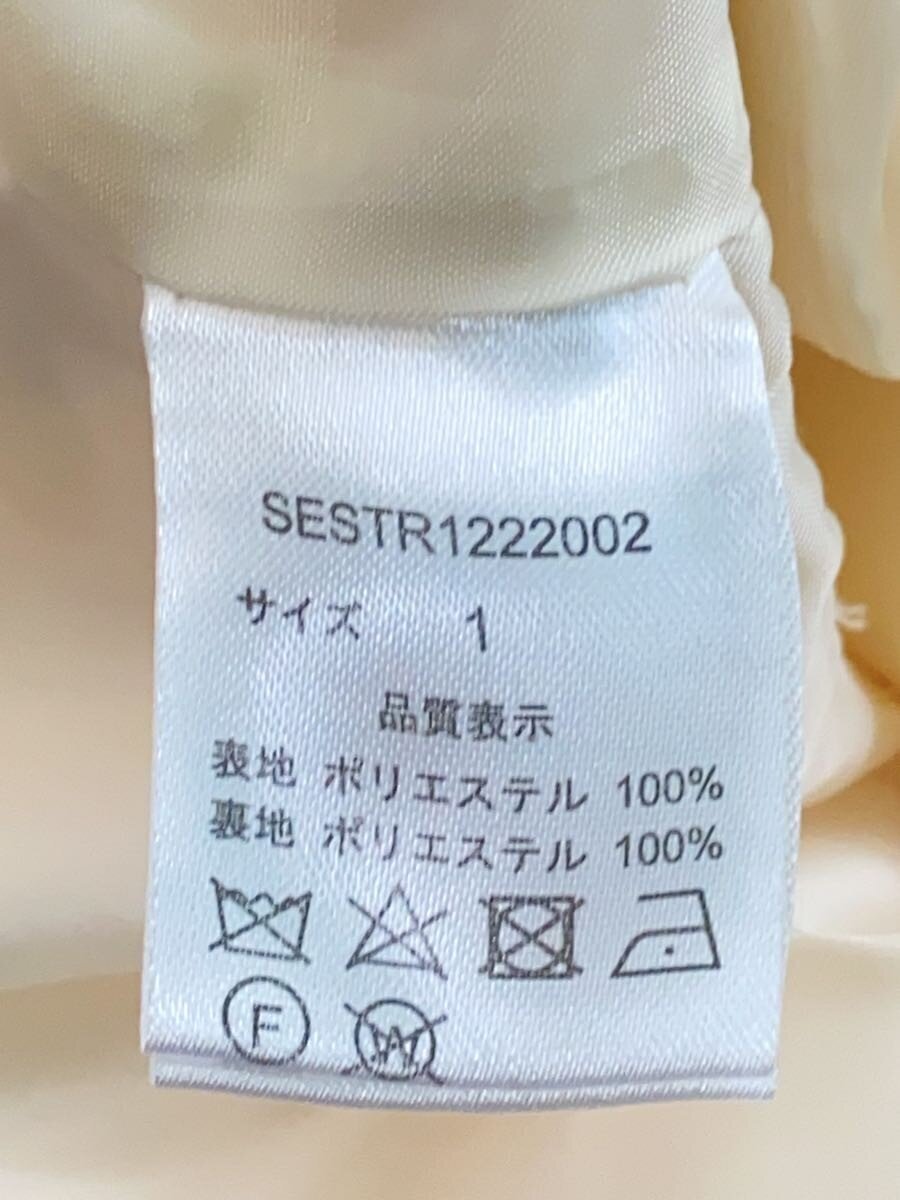 SESTR1222002
サイズ 1
品質表示
表地 ポリエステル 100%
裏地 ポリエステル 100%
F
W